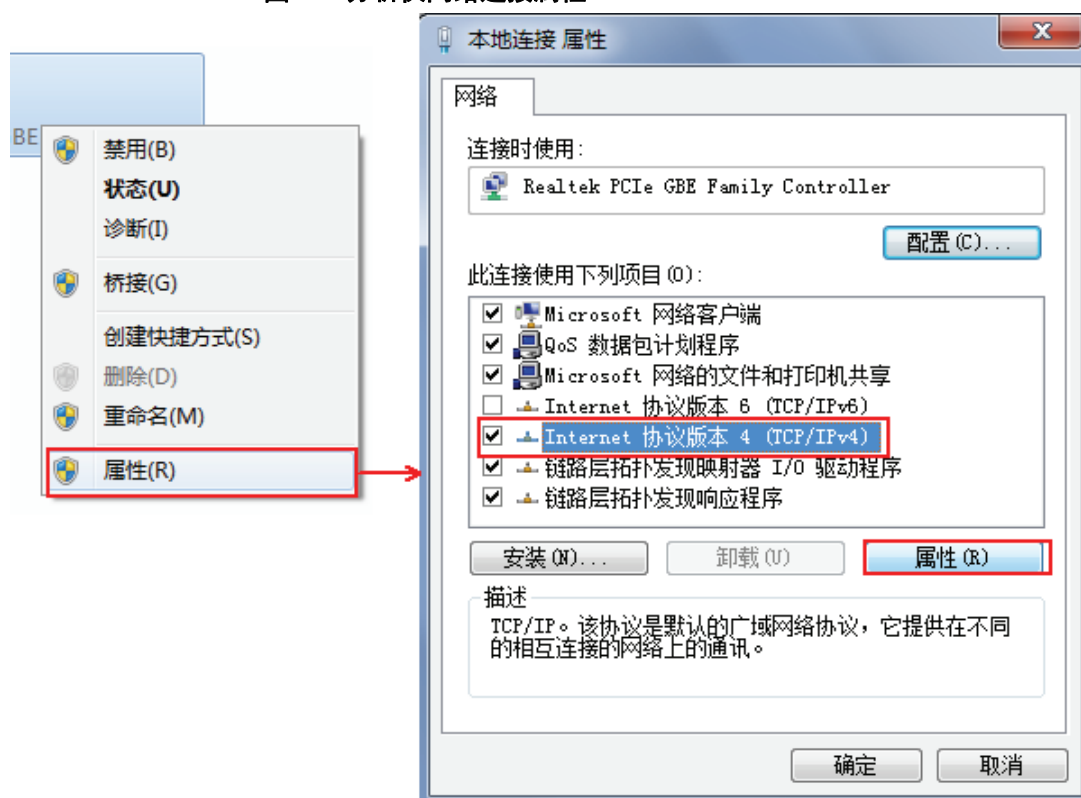 本地连接 属性
BE
禁用(B)
状态(U)
诊断(I)
桥接(G)
创建快捷方式(S)
删除(D)
重命名(M)
属性(R)
网络
连接时使用:
Realtek PCIe GBE Family Controller
配置(C)...
此连接使用下列项目(O):
Microsoft 网络客户端
QoS 数据包计划程序
Microsoft 网络的文件和打印机共享
Internet 协议版本 6 (TCP/IPv6)
Internet 协议版本 4 (TCP/IPv4)
链路层拓扑发现映射器 I/O 驱动程序
链路层拓扑发现响应程序
安装(N)...
卸载(U)
属性(R)
描述
TCP/IP。该协议是默认的广域网络协议，它提供在不同
的相互连接的网络上的通讯。
确定
取消